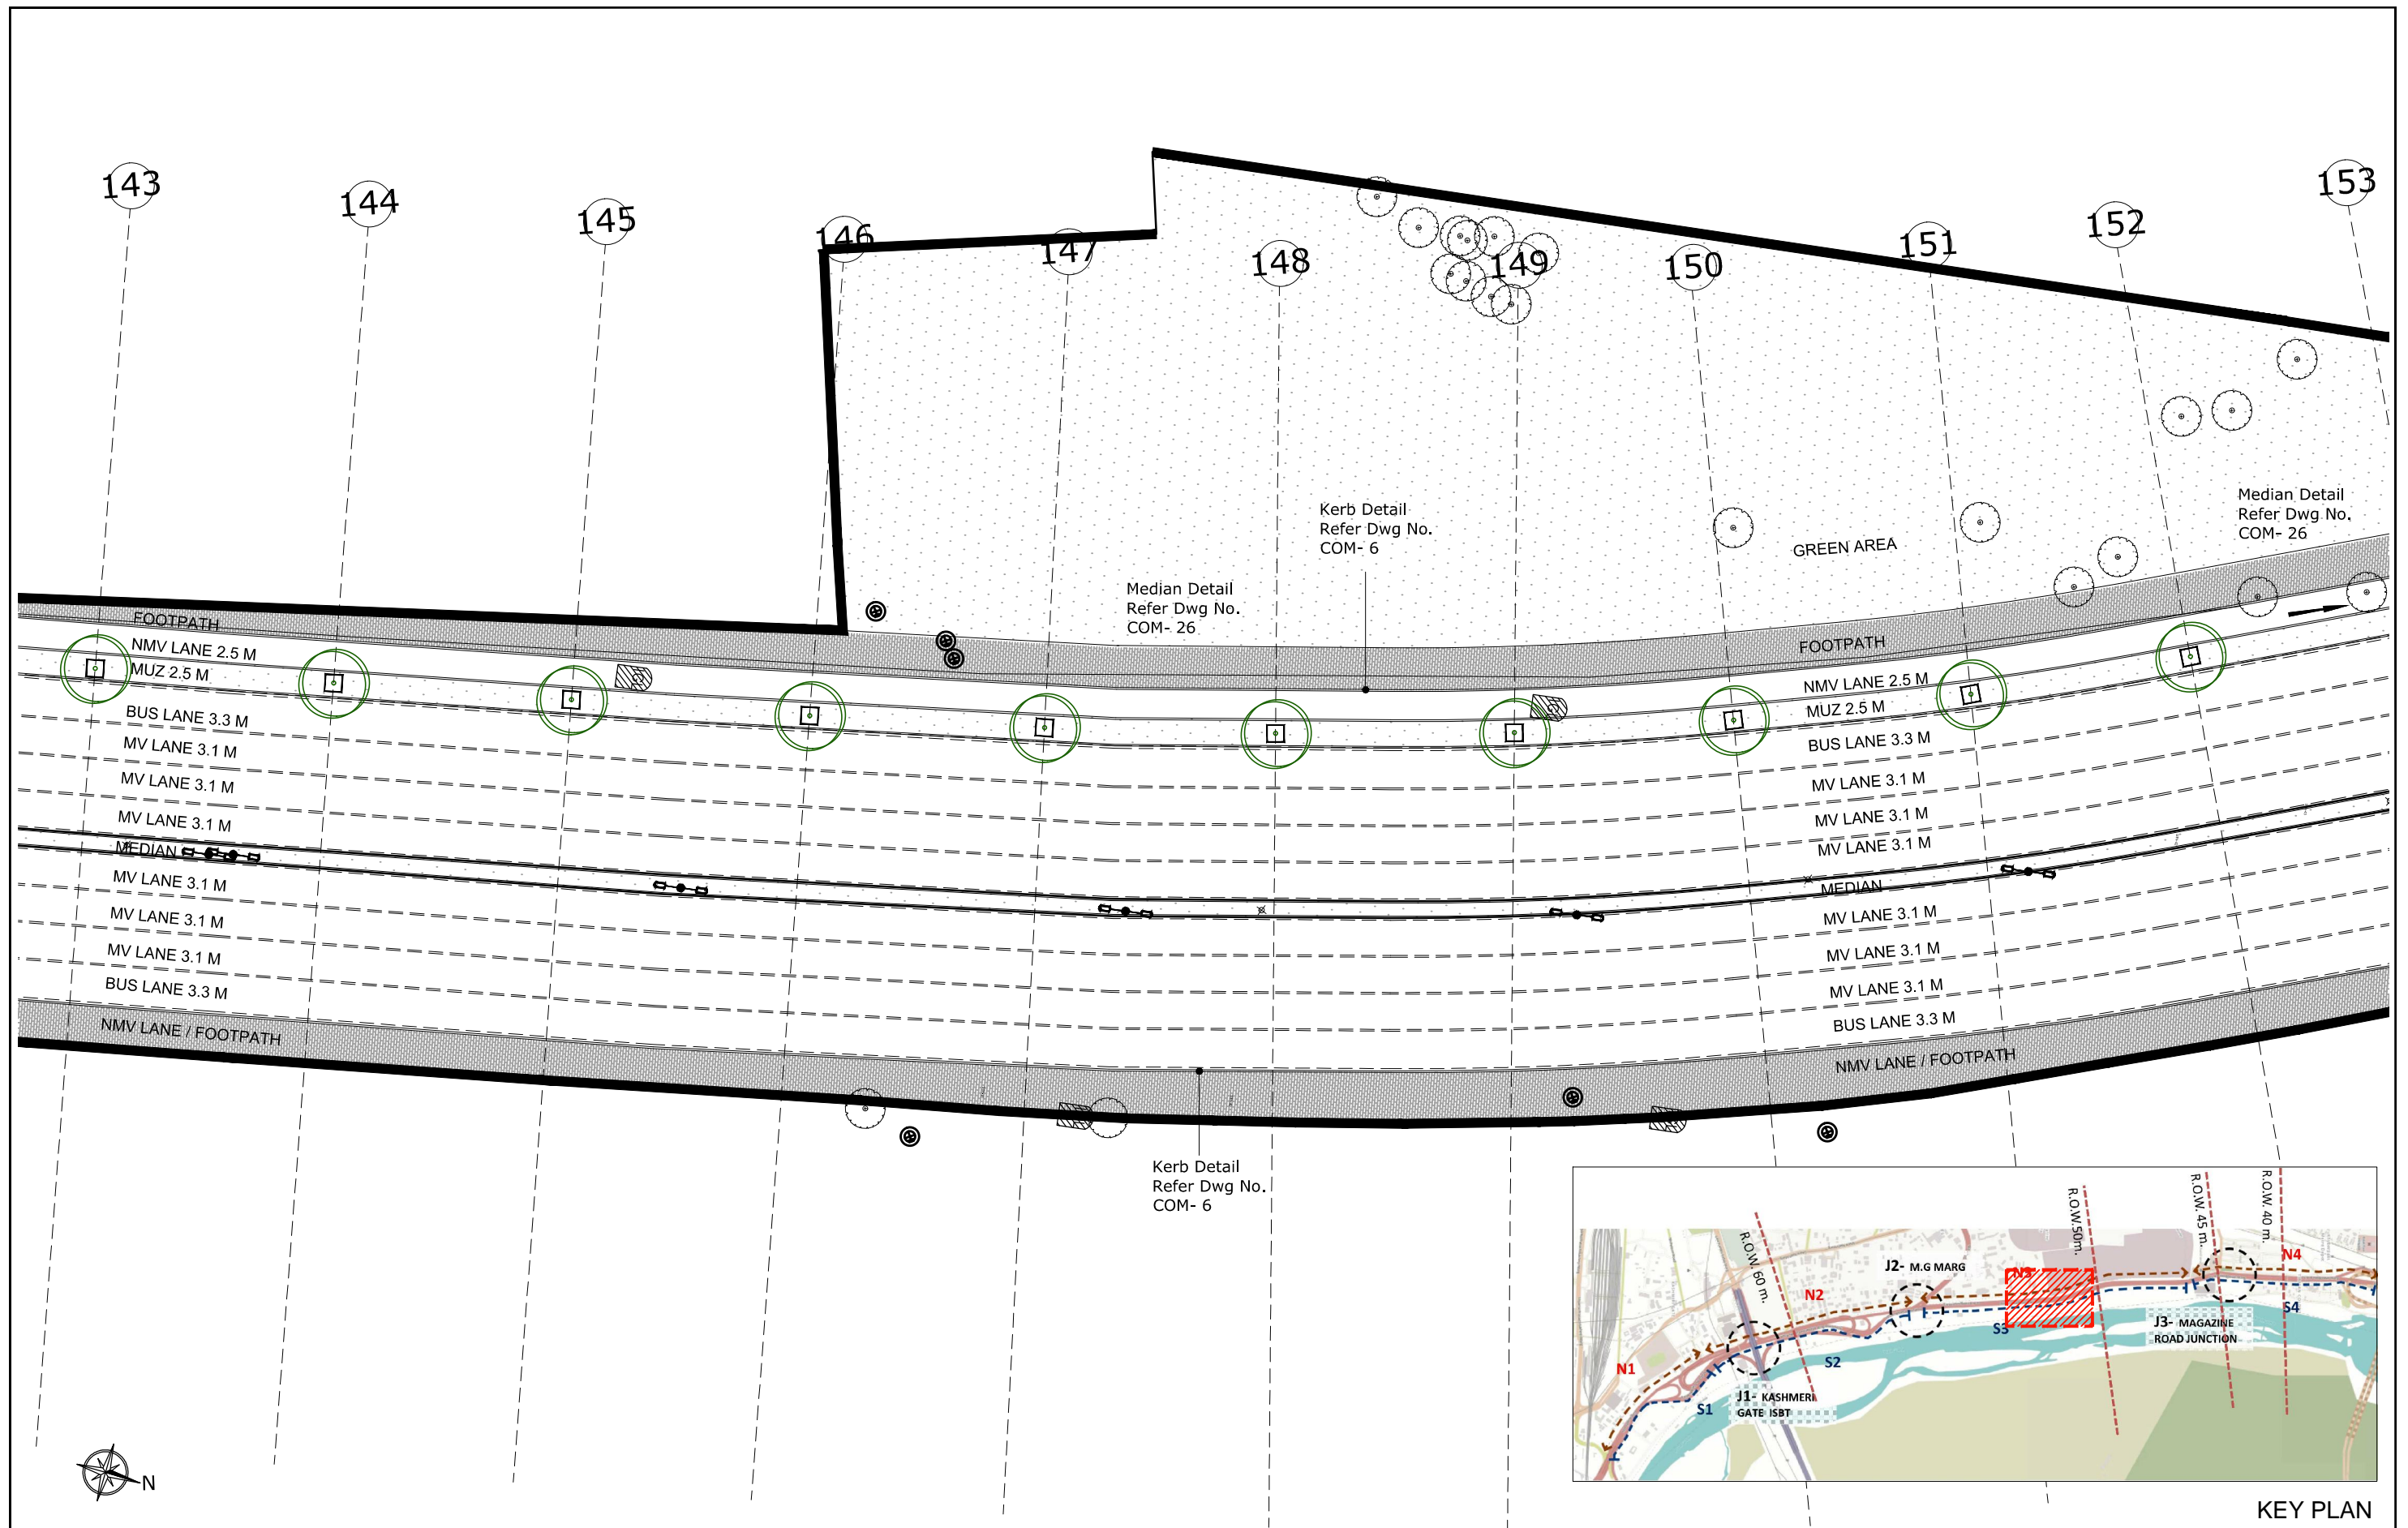 143
144
145
146
147
148
149
150
151
152
153
Kerb Detail
Refer Dwg No.
COM- 6
Median Detail
Refer Dwg No.
COM- 26
Median Detail
Refer Dwg No.
COM- 26
GREEN AREA
FOOTPATH
NMV LANE 2.5 M
MUZ 2.5 M
BUS LANE 3.3 M
MV LANE 3.1 M
MV LANE 3.1 M
MV LANE 3.1 M
MEDIAN
MV LANE 3.1 M
MV LANE 3.1 M
MV LANE 3.1 M
BUS LANE 3.3 M
NMV LANE / FOOTPATH
FOOTPATH
NMV LANE 2.5 M
MUZ 2.5 M
BUS LANE 3.3 M
MV LANE 3.1 M
MV LANE 3.1 M
MV LANE 3.1 M
MEDIAN
MV LANE 3.1 M
MV LANE 3.1 M
MV LANE 3.1 M
BUS LANE 3.3 M
NMV LANE / FOOTPATH
Kerb Detail
Refer Dwg No.
COM- 6
N
R.O.W. 60 m.
R.O.W.50m.
R.O.W. 45 m.
R.O.W. 40 m.
J2- M.G MARG
N1
N2
N3
N4
S1
S2
S3
S4
J1- KASHMERI
GATE ISBT
J3- MAGAZINE
ROAD JUNCTION
KEY PLAN